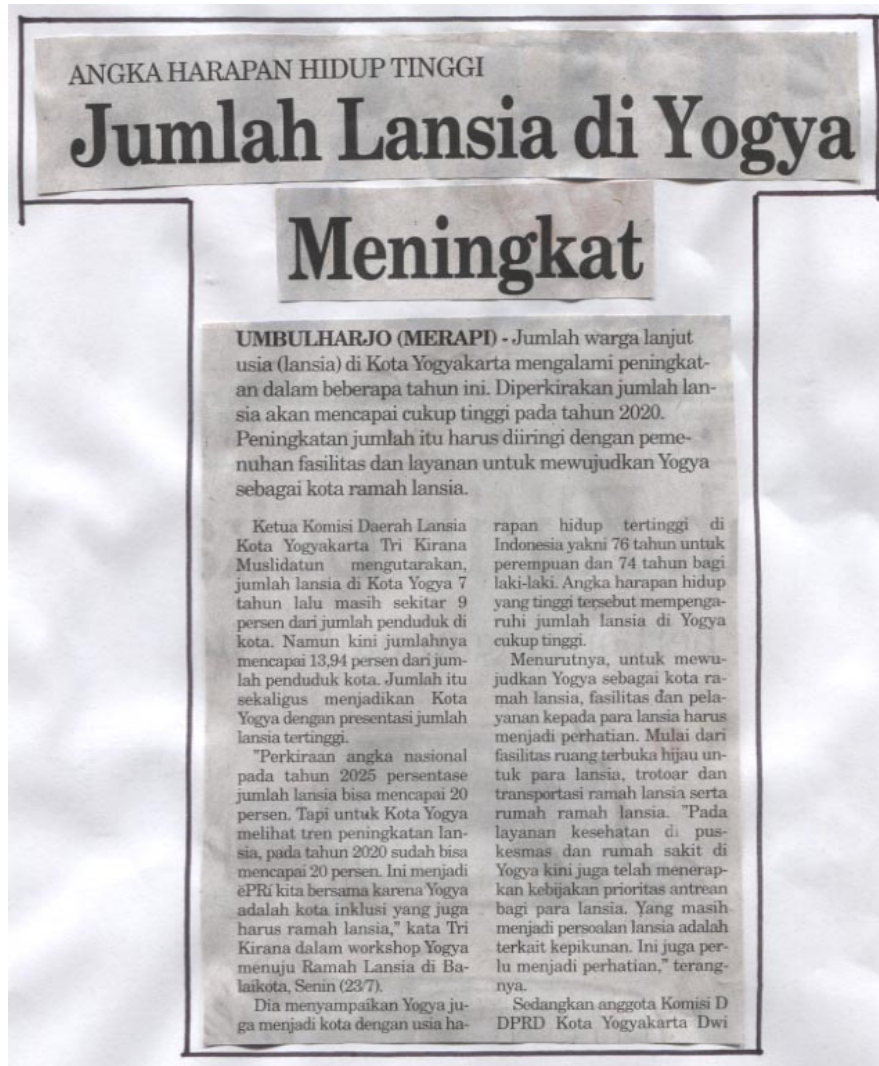 ANGKA HARAPAN HIDUP TINGGI
Jumlah Lansia di Yogya
Meningkat
UMBULHARJO (MERAPI) - Jumlah warga lanjut
usia (lansia) di Kota Yogyakarta mengalami peningkat-
an dalam beberapa tahun ini. Diperkirakan jumlah lan-
sia akan mencapai cukup tinggi pada tahun 2020.
Peningkatan jumlah itu harus diiringi dengan peme-
nuhan fasilitas dan layanan untuk mewujudkan Yogya
sebagai kota ramah lansia.
Ketua Komisi Daerah Lansia
Kota Yogyakarta Tri Kirana
Muslidatun mengutarakan,
jumlah lansia di Kota Yogya 7
tahun lalu masih sekitar 9
persen dari jumlah penduduk di
kota. Namun kini jumlahnya
mencapai 13,94 persen dari jum-
lah penduduk kota. Jumlah itu
sekaligus menjadikan Kota
Yogya dengan presentasi jumlah
lansia tertinggi.
"Perkiraan angka nasional
pada tahun 2025 persentase
jumlah lansia bisa mencapai 20
persen. Tapi untuk Kota Yogya
melihat tren peningkatan lan-
sia, pada tahun 2020 sudah bisa
mencapai 20 persen. Ini menjadi
ëPRí kita bersama karena Yogya
adalah kota inklusi yang juga
harus ramah lansia," kata Tri
Kirana dalam workshop Yogya
menuju Ramah Lansia di Ba-
laikota, Senin (23/7).
Dia menyampaikan Yogya ju-
ga menjadi kota dengan usia ha-
rapan hidup tertinggi di
Indonesia yakni 76 tahun untuk
perempuan dan 74 tahun bagi
laki-laki. Angka harapan hidup
yang tinggi tersebut mempenga-
ruhi jumlah lansia di Yogya
cukup tinggi.
Menurutnya, untuk mewu-
judkan Yogya sebagai kota ra-
mah lansia, fasilitas dan pela-
yanan kepada para lansia harus
menjadi perhatian. Mulai dari
fasilitas ruang terbuka hijau un-
tuk para lansia, trotoar dan
transportasi ramah lansia serta
rumah ramah lansia. "Pada
layanan kesehatan di pus-
kesmas dan rumah sakit di
Yogya kini juga telah menerap-
kan kebijakan prioritas antrean
bagi para lansia. Yang masih
menjadi persoalan lansia adalah
terkait kepikunan. Ini juga per-
lu menjadi perhatian," terang-
nya.
Sedangkan anggota Komisi D
DPRD Kota Yogyakarta Dwi